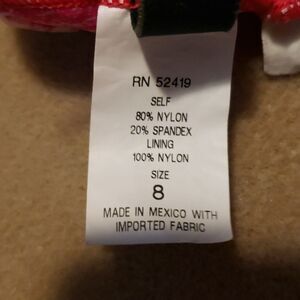 RN 52419
SELF
80% NYLON
20% SPANDEX
LINING
100% NYLON
SIZE
8
MADE IN MEXICO WITH
IMPORTED FABRIC